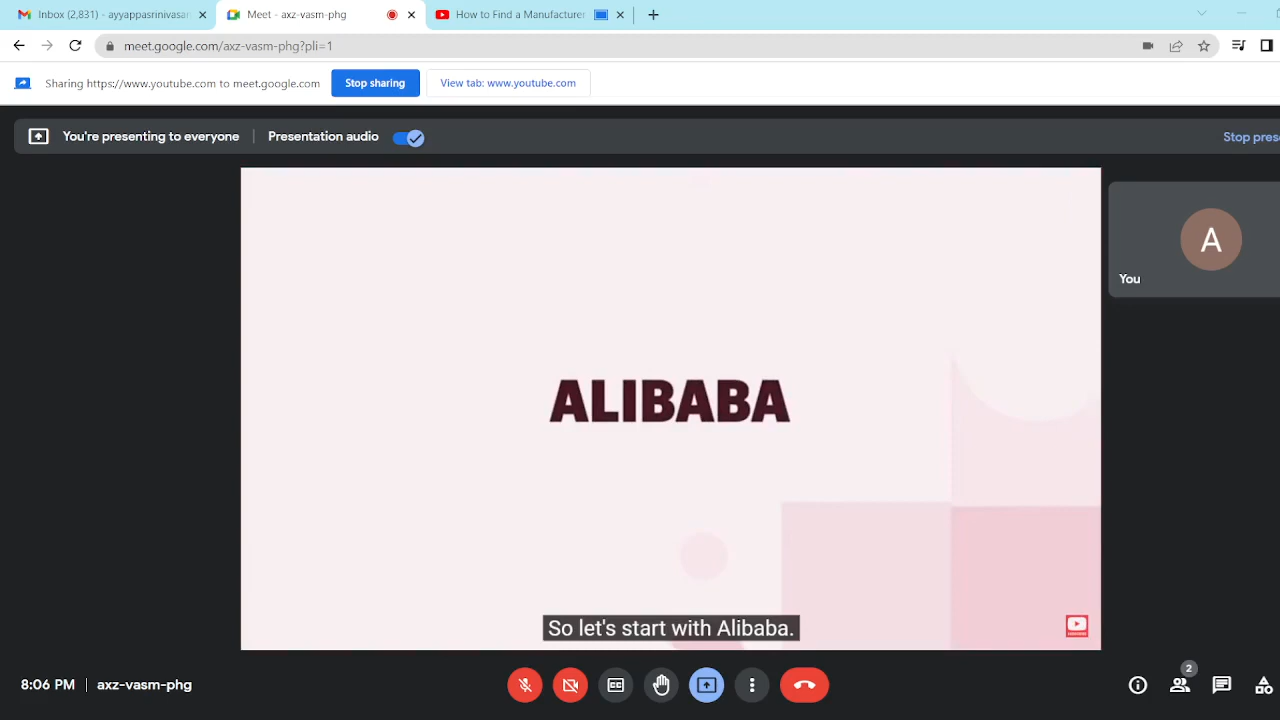 Inbox (2,831) - ayyappasrinivasar
Meet - axz-vasm-phg
How to Find a Manufacturer
meet.google.com/axz-vasm-phg?pli=1
Sharing https://www.youtube.com to meet.google.com
Stop sharing
View tab: www.youtube.com
You're presenting to everyone
Presentation audio
Stop pres
A
You
ALIBABA
So let's start with Alibaba.
8:06 PM
axz-vasm-phg
2